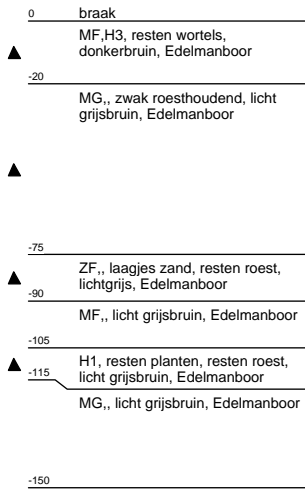 0 braak
MF,H3, resten wortels,
donkerbruin, Edelmanboor
-20
MG,, zwak roesthoudend, licht
grijsbruin, Edelmanboor
-75
ZF,, laagjes zand, resten roest,
lichtgrijs, Edelmanboor
-90
MF,, licht grijsbruin, Edelmanboor
-105
H1, resten planten, resten roest,
licht grijsbruin, Edelmanboor
-115
MG,, licht grijsbruin, Edelmanboor
-150